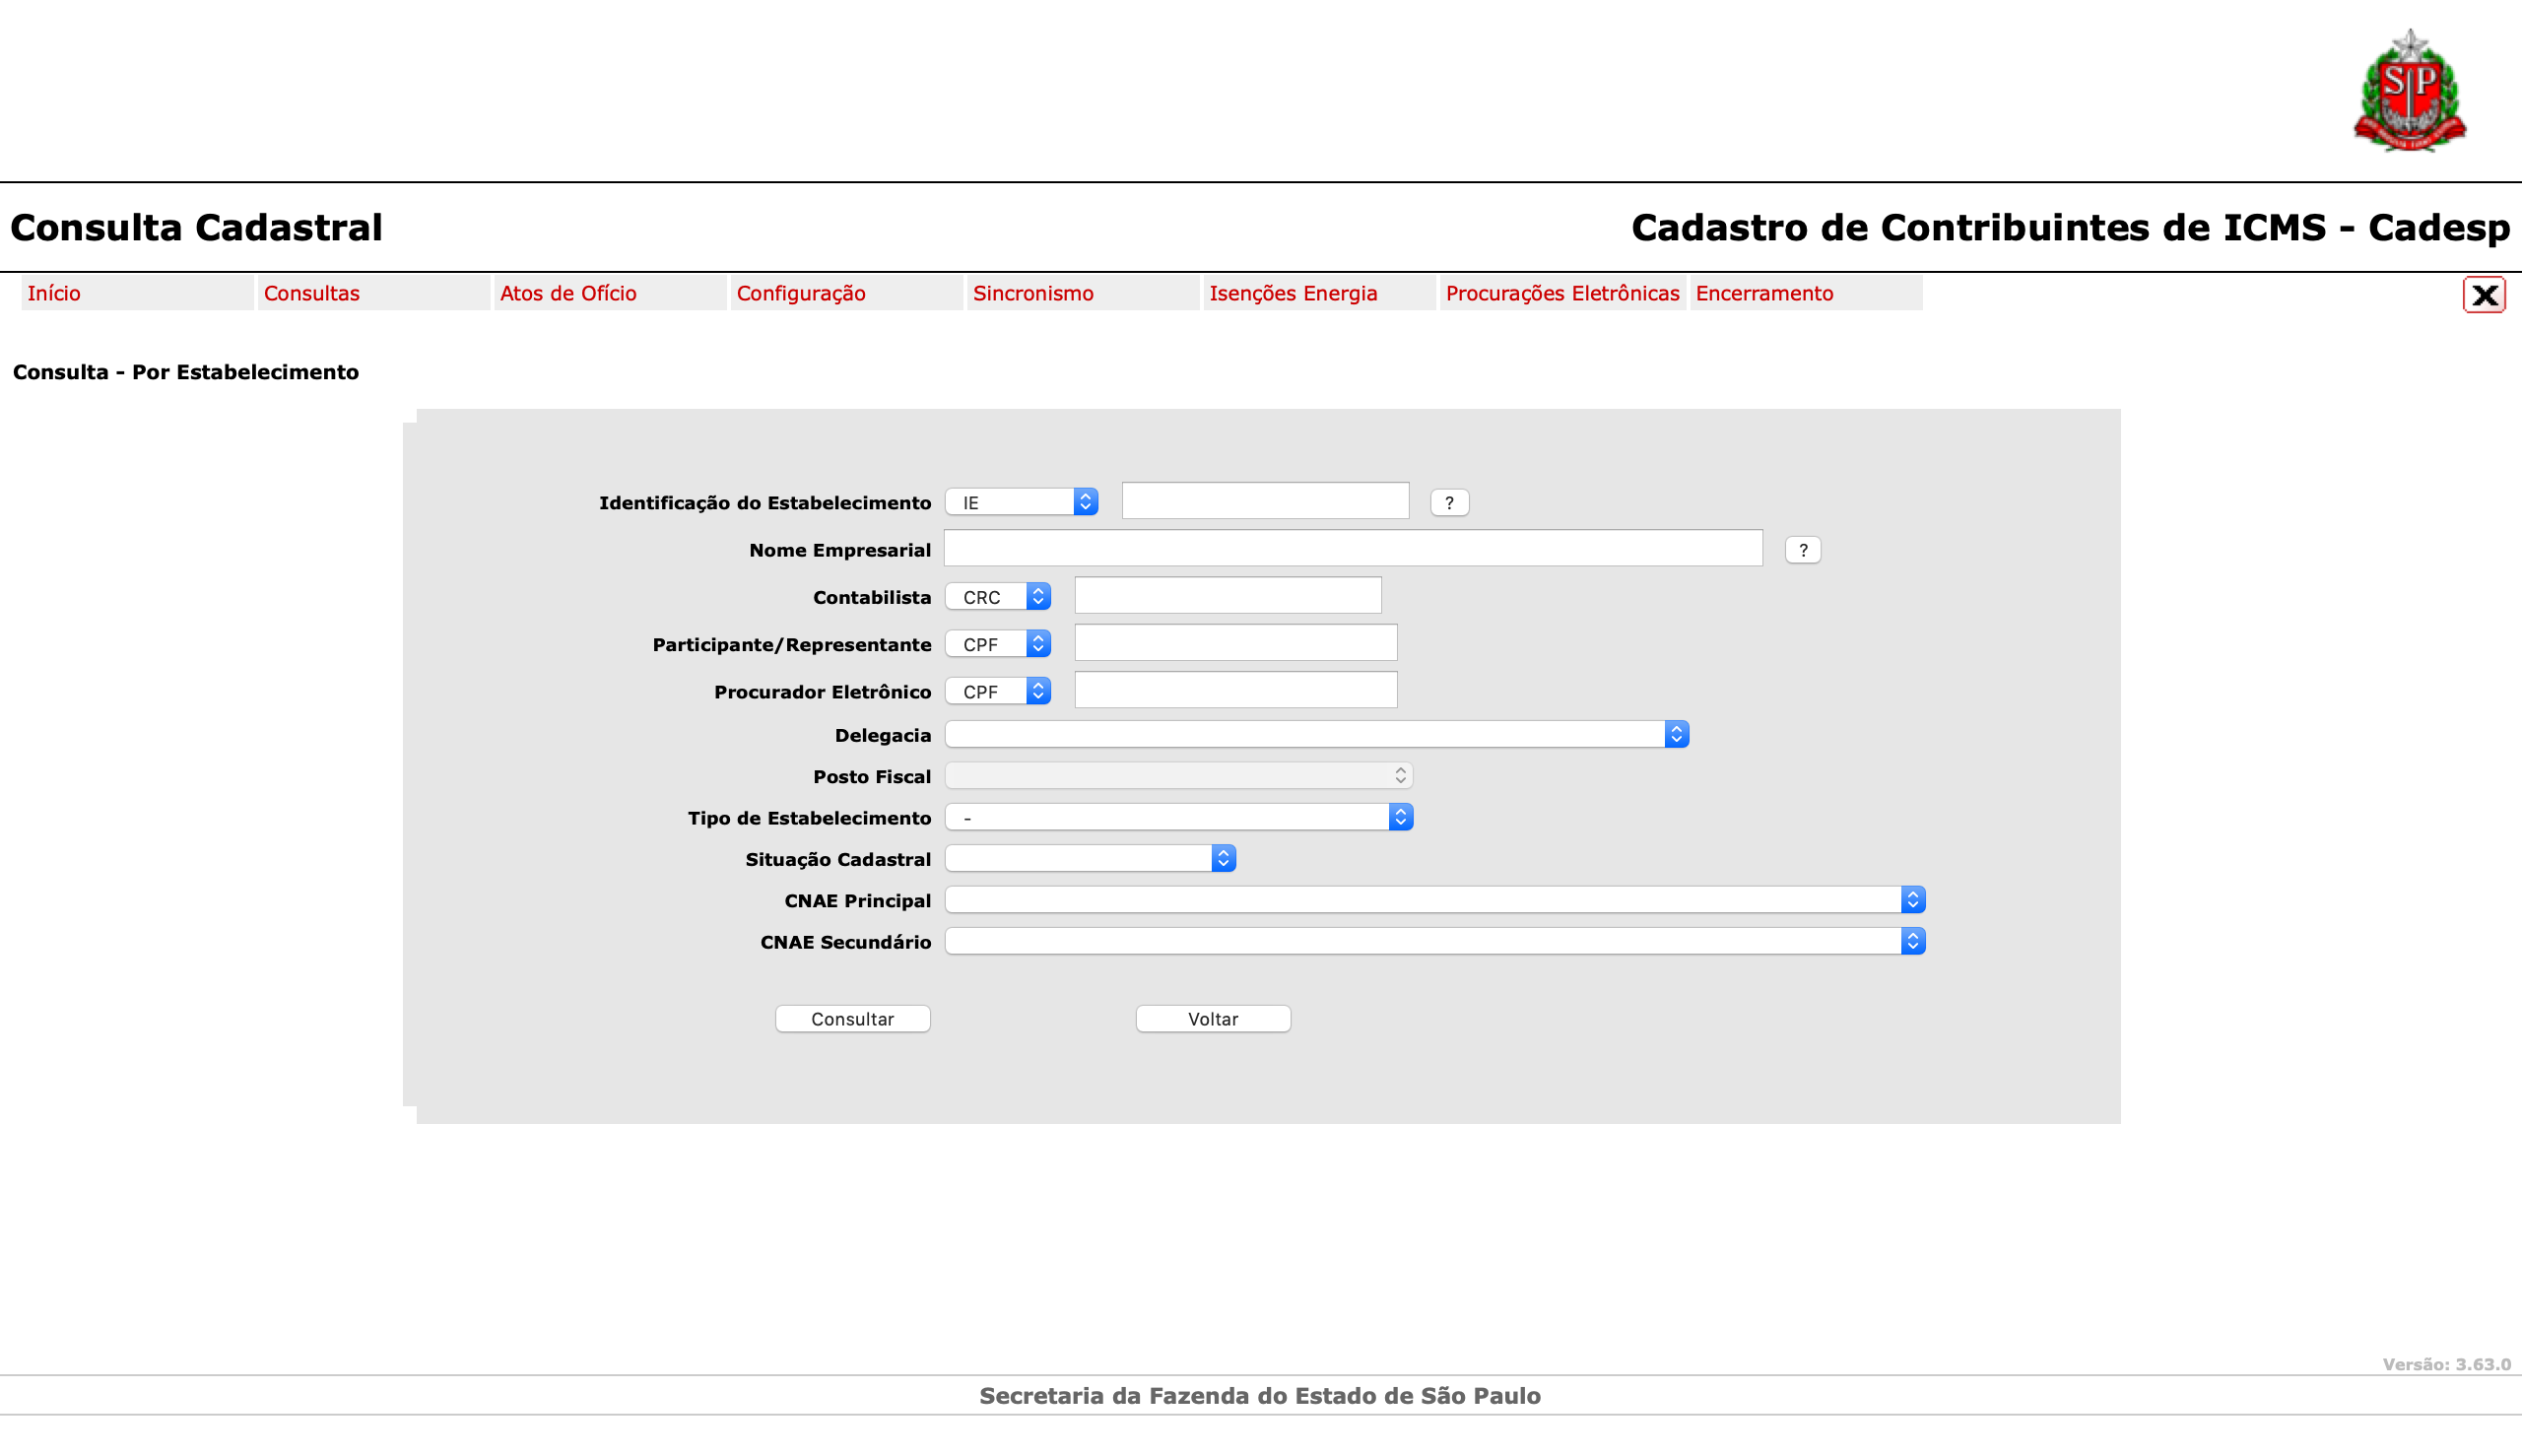 SP
Consulta Cadastral
Cadastro de Contribuintes de ICMS - Cadesp
Início Consultas Atos de Ofício Configuração Sincronismo Isenções Energia Procurações Eletrônicas Encerramento X
Consulta - Por Estabelecimento
Identificação do Estabelecimento IE ?
Nome Empresarial ?
Contabilista CRC
Participante/Representante CPF
Procurador Eletrônico CPF
Delegacia
Posto Fiscal
Tipo de Estabelecimento -
Situação Cadastral
CNAE Principal
CNAE Secundário
Consultar Voltar
Versão: 3.63.0
Secretaria da Fazenda do Estado de São Paulo